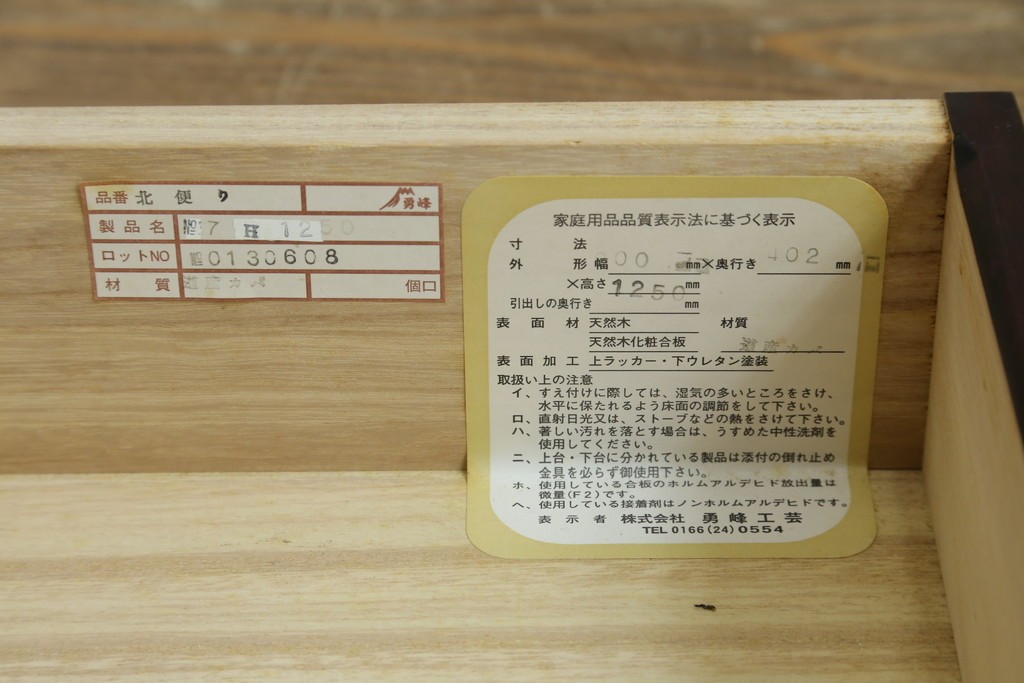 品番 北便り 勇峰
製品名 7 H 1250
ロットNO 0130608
材質 道産カバ 個口
家庭用品品質表示法に基づく表示
寸法
外形 幅 00 mm×奥行き 402 mm
×高さ 1250 mm
引出しの奥行き mm
表面材 天然木 材質
天然木化粧合板 道産カバ
表面加工 上ラッカー・下ウレタン塗装
取扱い上の注意
イ、すえ付けに際しては、湿気の多いところをさけ、
水平に保たれるよう床面の調節をして下さい。
ロ、直射日光又は、ストーブなどの熱をさけて下さい。
ハ、著しい汚れを落とす場合は、うすめた中性洗剤を
使用してください。
ニ、上台・下台に分かれている製品は添付の倒れ止め
金具を必らず御使用下さい。
ホ、使用している合板のホルムアルデヒド放出量は
微量(F2)です。
ヘ、使用している接着剤はノンホルムアルデヒドです。
表示者 株式会社 勇峰工芸
TEL 0166(24)0554